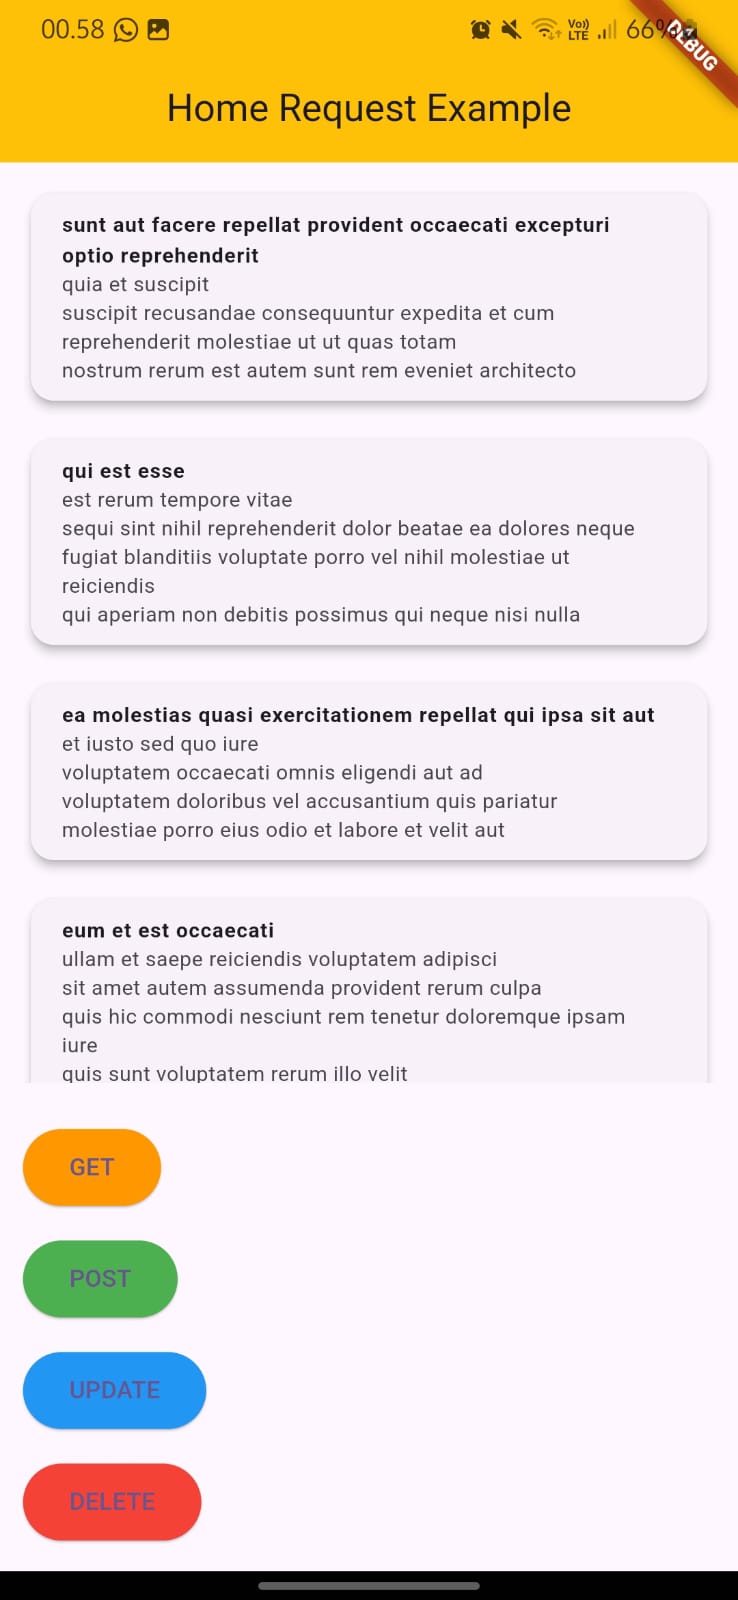 00.58 Vo)) LTE 66%
DEBUG
Home Request Example
sunt aut facere repellat provident occaecati excepturi
optio reprehenderit
quia et suscipit
suscipit recusandae consequuntur expedita et cum
reprehenderit molestiae ut ut quas totam
nostrum rerum est autem sunt rem eveniet architecto
qui est esse
est rerum tempore vitae
sequi sint nihil reprehenderit dolor beatae ea dolores neque
fugiat blanditiis voluptate porro vel nihil molestiae ut
reiciendis
qui aperiam non debitis possimus qui neque nisi nulla
ea molestias quasi exercitationem repellat qui ipsa sit aut
et iusto sed quo iure
voluptatem occaecati omnis eligendi aut ad
voluptatem doloribus vel accusantium quis pariatur
molestiae porro eius odio et labore et velit aut
eum et est occaecati
ullam et saepe reiciendis voluptatem adipisci
sit amet autem assumenda provident rerum culpa
quis hic commodi nesciunt rem tenetur doloremque ipsam
iure
quis sunt voluptatem rerum illo velit
GET
POST
UPDATE
DELETE